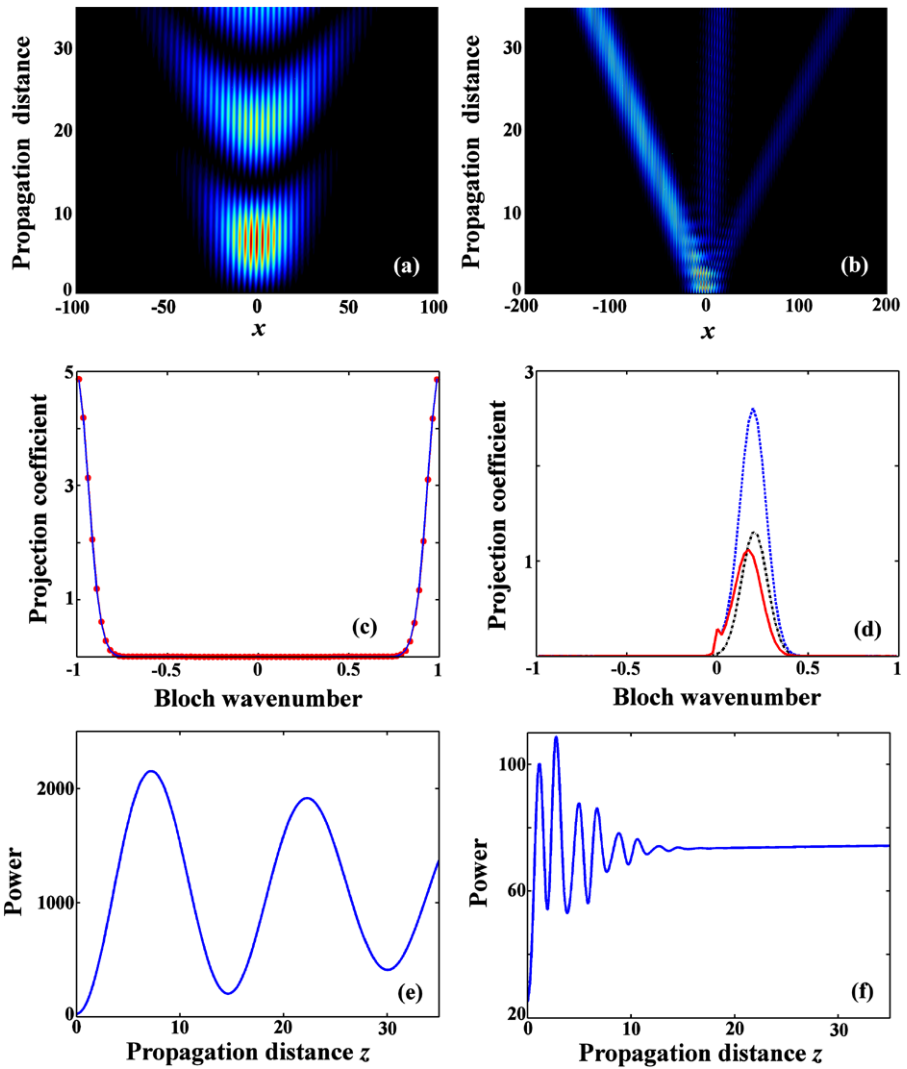 Propagation distance
30
20
10
0
(a)
-100 -50 0 50 100
x
Propagation distance
30
20
10
0
(b)
-200 -100 0 100 200
x
Projection coefficient
5
3
1
(c)
-1 -0.5 0 0.5 1
Bloch wavenumber
Projection coefficient
3
1
(d)
-1 -0.5 0 0.5 1
Bloch wavenumber
Power
2000
1000
0
(e)
0 10 20 30
Propagation distance z
Power
100
60
20
(f)
0 10 20 30
Propagation distance z